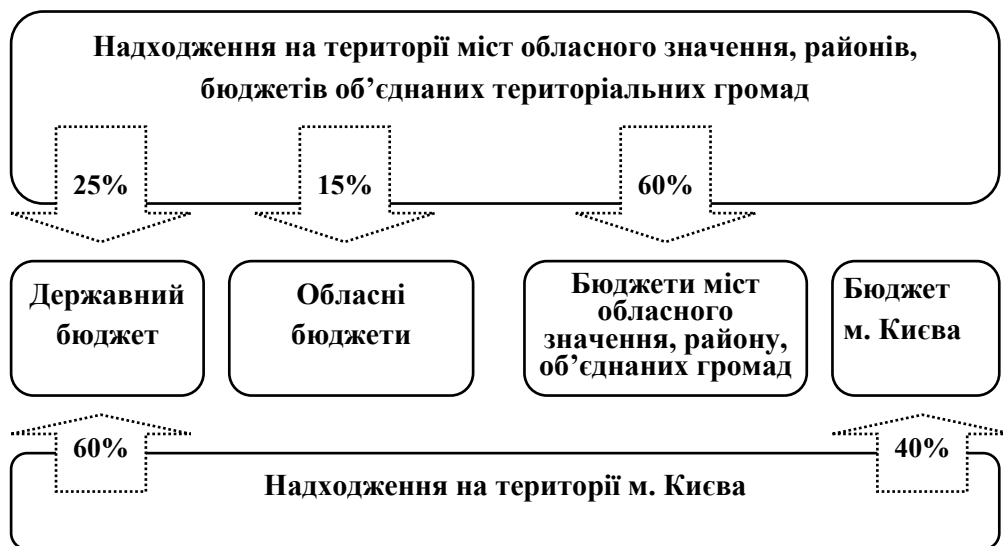 Надходження на території міст обласного значення, районів,
бюджетів об’єднаних територіальних громад
25%
15%
60%
Державний
бюджет
Обласні
бюджети
Бюджети міст
обласного
значення, району,
об’єднаних громад
Бюджет
м. Києва
60%
40%
Надходження на території м. Києва